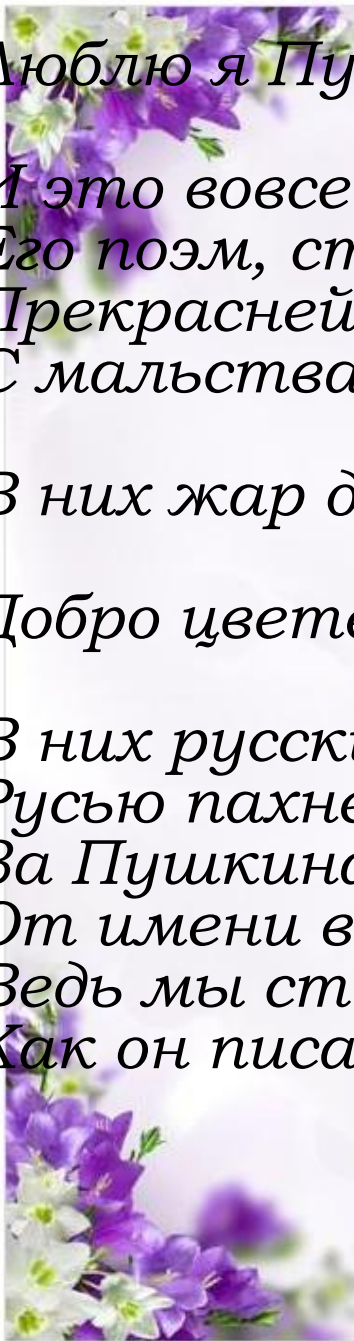 Люблю я Пу
И это вовсе
Его поэм, ст
Прекрасней
С мальства
В них жар д
Добро цвете
В них русски
Русью пахне
За Пушкина
От имени в
Ведь мы ст
Как он писа